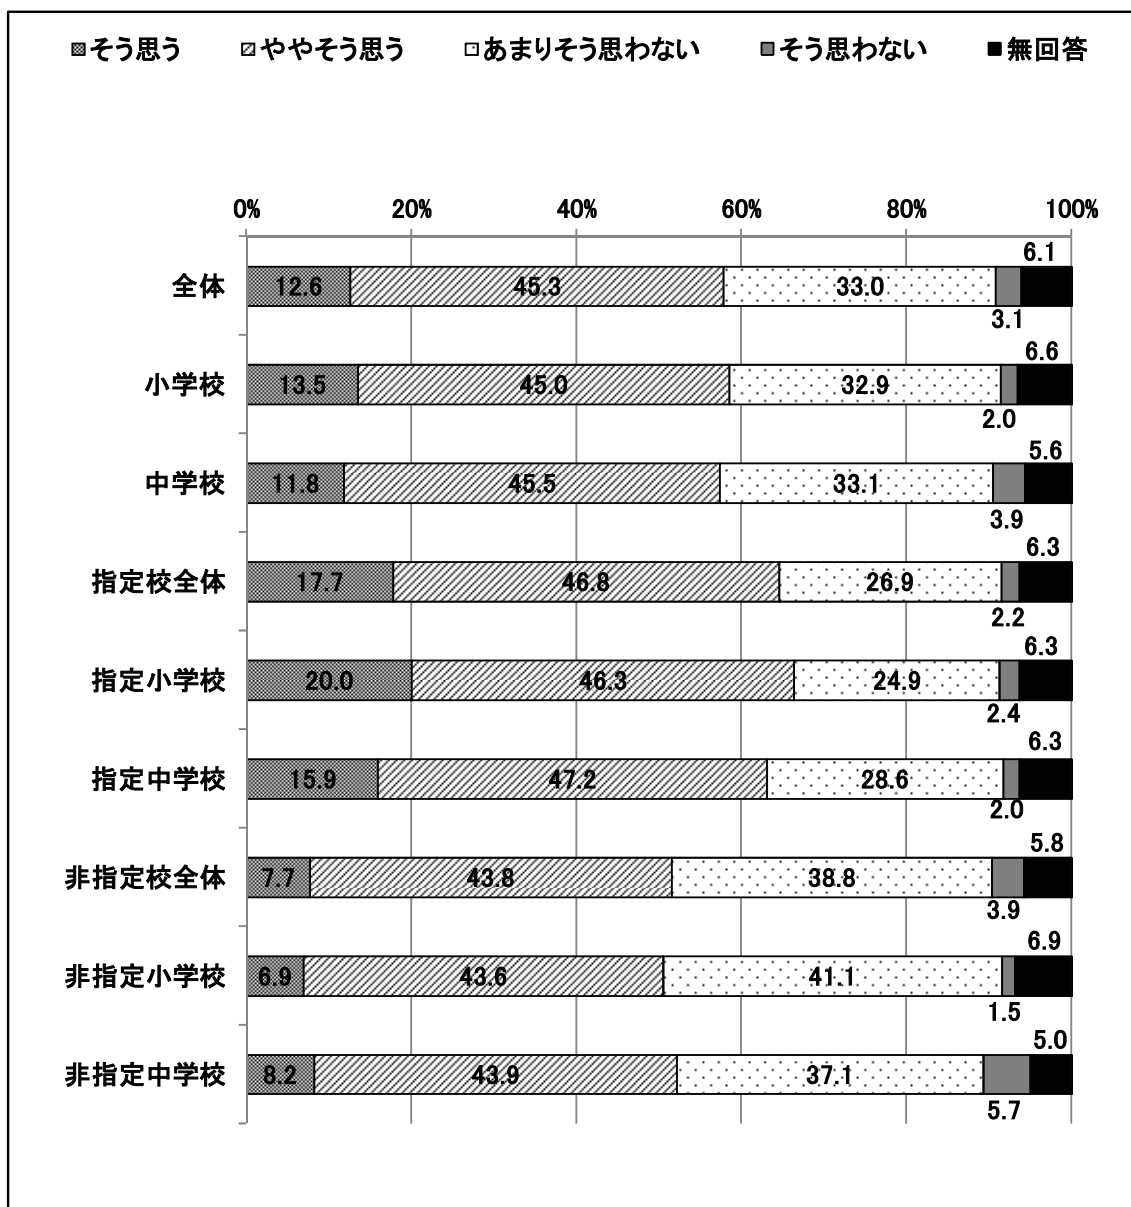 そう思う ややそう思う あまりそう思わない そう思わない 無回答
0% 20% 40% 60% 80% 100%
6.1
全体 12.6 45.3 33.0
3.1
6.6
小学校 13.5 45.0 32.9
2.0
5.6
中学校 11.8 45.5 33.1
3.9
6.3
指定校全体 17.7 46.8 26.9
2.2
6.3
指定小学校 20.0 46.3 24.9
2.4
6.3
指定中学校 15.9 47.2 28.6
2.0
5.8
非指定校全体 7.7 43.8 38.8
3.9
6.9
非指定小学校 6.9 43.6 41.1
1.5
5.0
非指定中学校 8.2 43.9 37.1
5.7